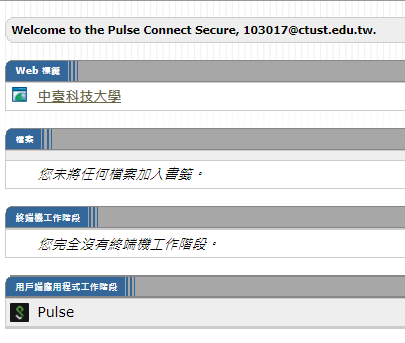 Welcome to the Pulse Connect Secure, 103017@ctust.edu.tw.
Web 標籤
中臺科技大學
檔案
您未將任何檔案加入書籤。
終端機工作階段
您完全沒有終端機工作階段。
用戶端應用程式工作階段
Pulse